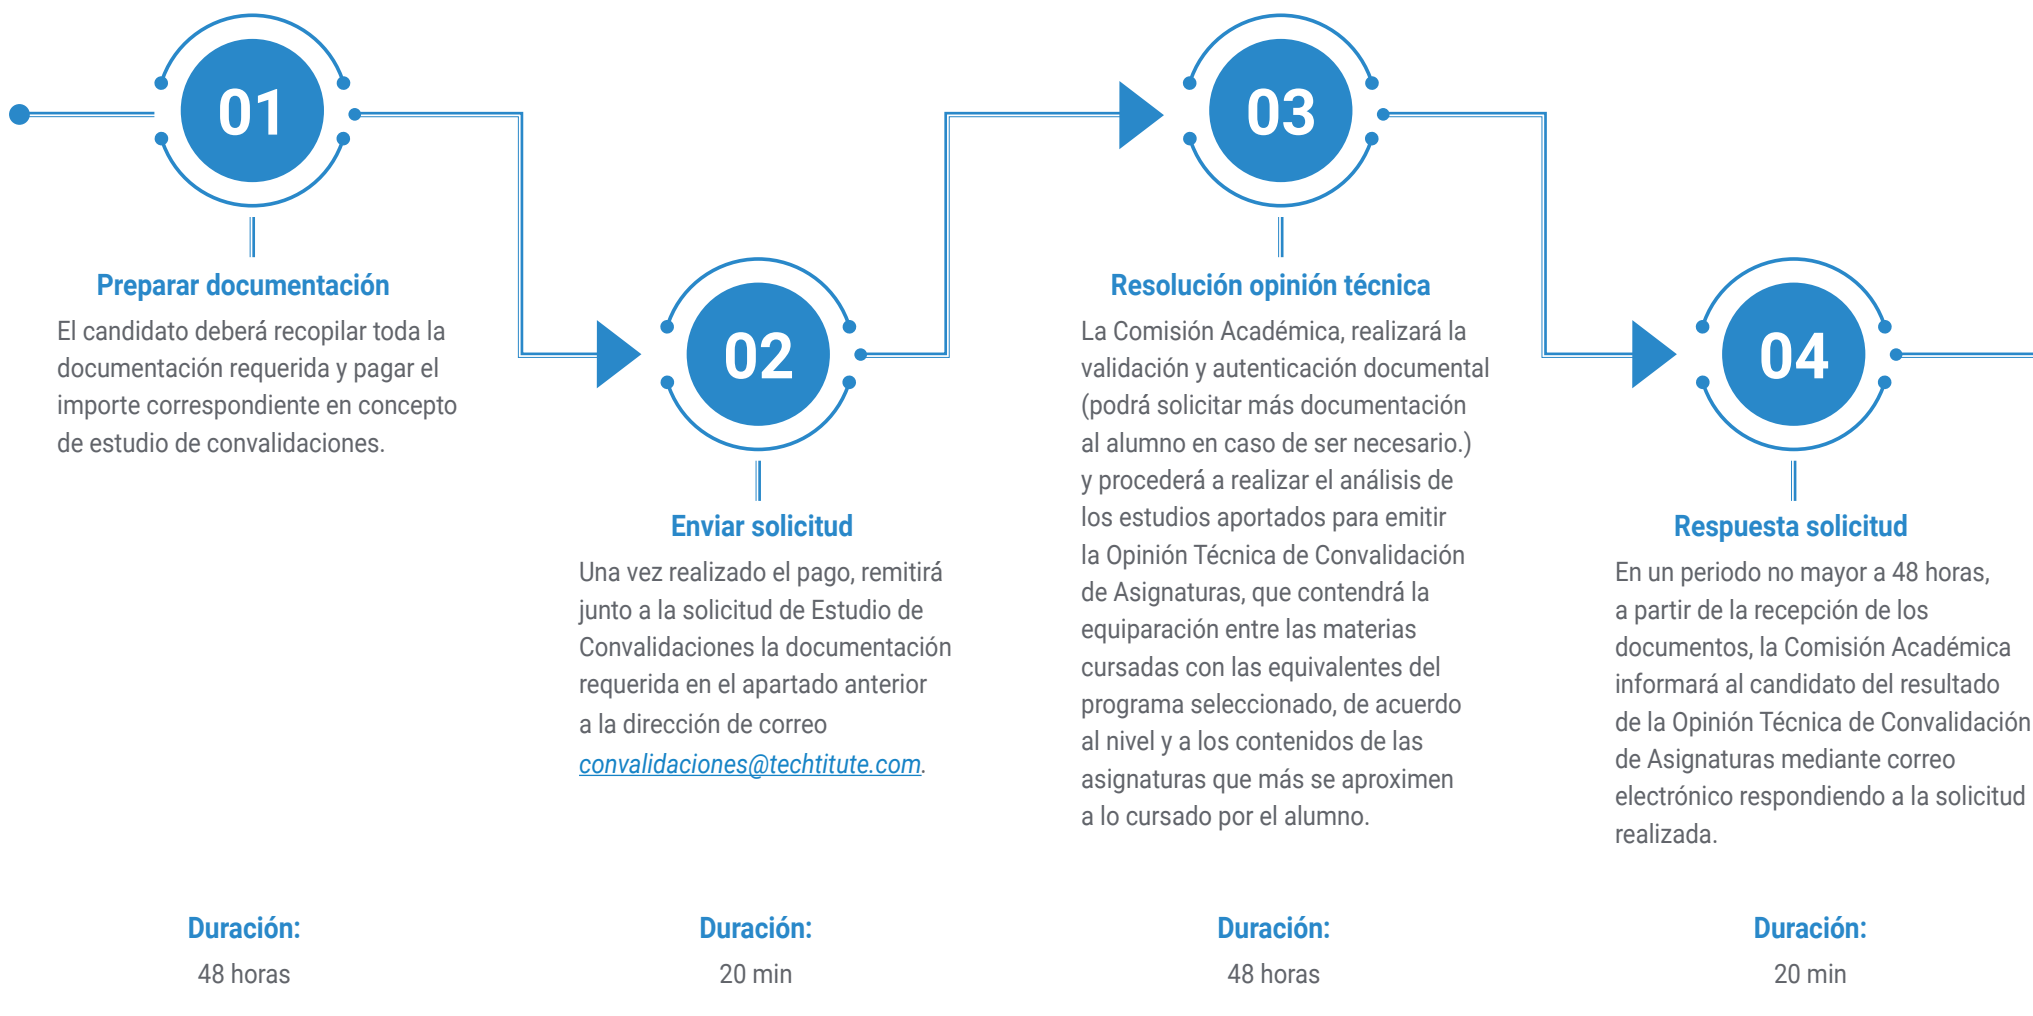 01
Preparar documentación
El candidato deberá recopilar toda la
documentación requerida y pagar el
importe correspondiente en concepto
de estudio de convalidaciones.
Duración:
48 horas
02
Enviar solicitud
Una vez realizado el pago, remitirá
junto a la solicitud de Estudio de
Convalidaciones la documentación
requerida en el apartado anterior
a la dirección de correo
convalidaciones@techtitute.com.
Duración:
20 min
03
Resolución opinión técnica
La Comisión Académica, realizará la
validación y autenticación documental
(podrá solicitar más documentación
al alumno en caso de ser necesario.)
y procederá a realizar el análisis de
los estudios aportados para emitir
la Opinión Técnica de Convalidación
de Asignaturas, que contendrá la
equiparación entre las materias
cursadas con las equivalentes del
programa seleccionado, de acuerdo
al nivel y a los contenidos de las
asignaturas que más se aproximen
a lo cursado por el alumno.
Duración:
48 horas
04
Respuesta solicitud
En un periodo no mayor a 48 horas,
a partir de la recepción de los
documentos, la Comisión Académica
informará al candidato del resultado
de la Opinión Técnica de Convalidación
de Asignaturas mediante correo
electrónico respondiendo a la solicitud
realizada.
Duración:
20 min